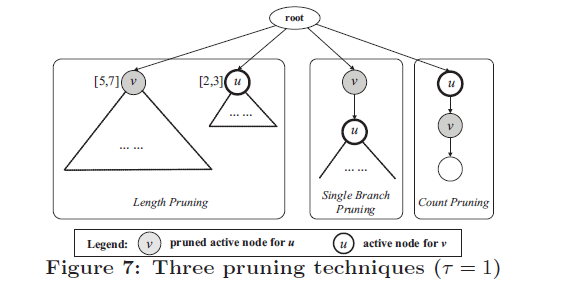 root
[5,7] v
[2,3] u
v
u
... ...
... ...
u
... ...
v
Length Pruning
Single Branch
Pruning
Count Pruning
Legend: v pruned active node for u u active node for v
Figure 7: Three pruning techniques (τ = 1)